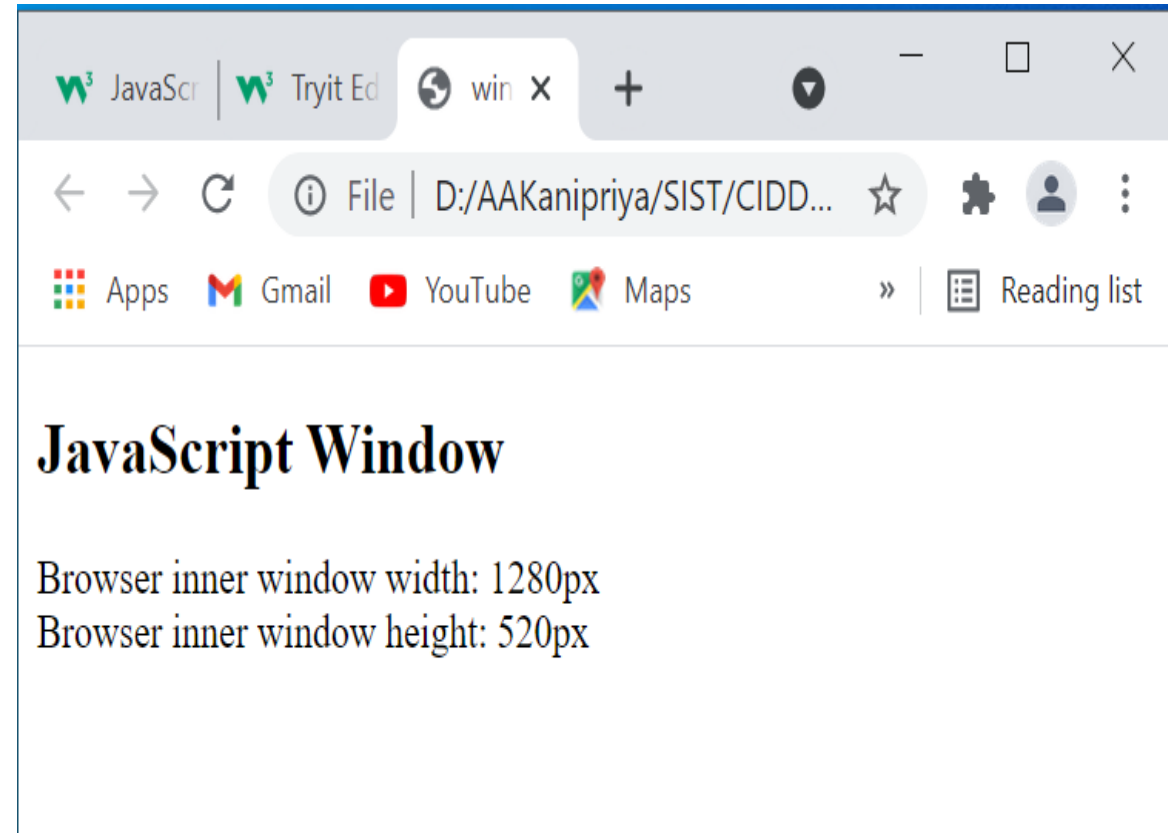 JavaScr Tryit Ed win
File D:/AAKanipriya/SIST/CIDD...
Apps Gmail YouTube Maps » Reading list
JavaScript Window
Browser inner window width: 1280px
Browser inner window height: 520px